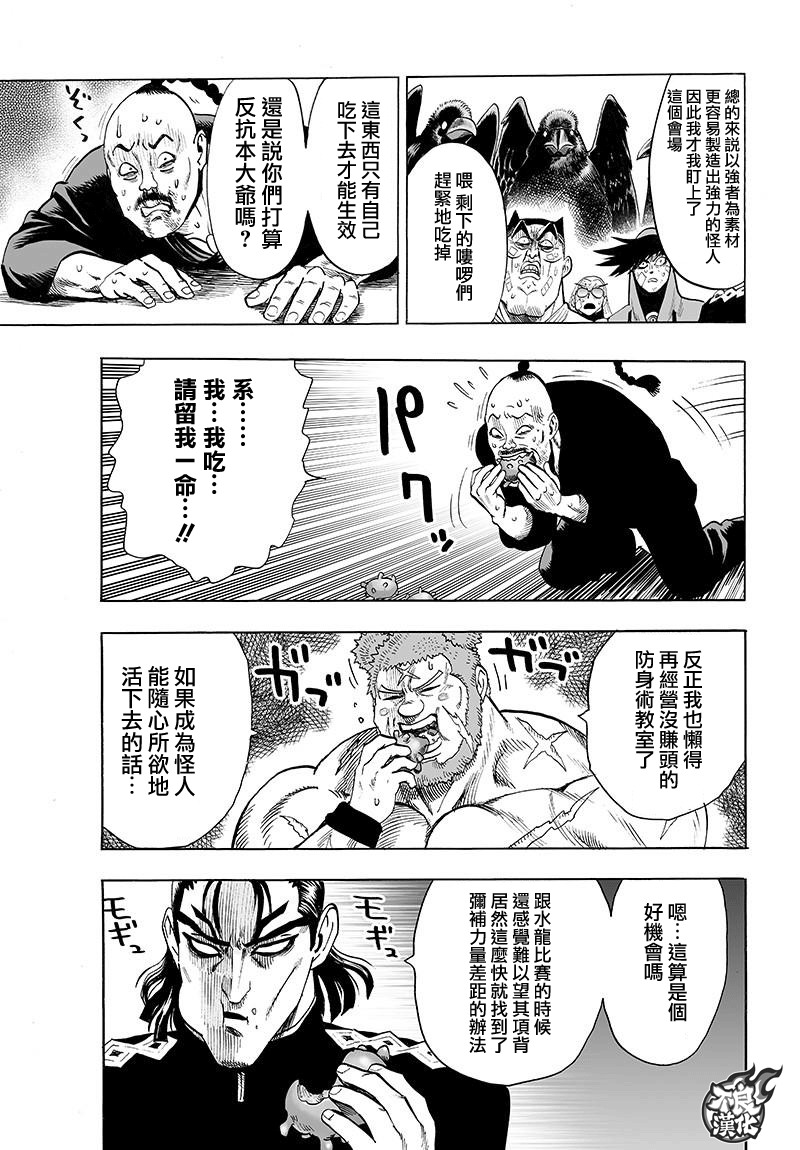 總的來說以強者為素材
更容易製造出強力的怪人
因此我才我盯上了
這個會場
喂 剩下的嘍啰們
趕緊地吃掉
這東西只有自己
吃下去才能生效
還是說你們打算
反抗本大爺嗎？
ぞくっ
系……
我…我吃…
請留我一命…!!
パクッ
反正我也懶得
再經營沒賺頭的
防身術教室了
ガブッ
ガブッ
如果成為怪人
能隨心所欲地
活下去的話…
嗯…這算是個
好機會嗎
跟水龍比賽的時候
還感覺難以望其項背
居然這麼快就找到了
彌補力量差距的辦法
モギュ
モギュ
漢化